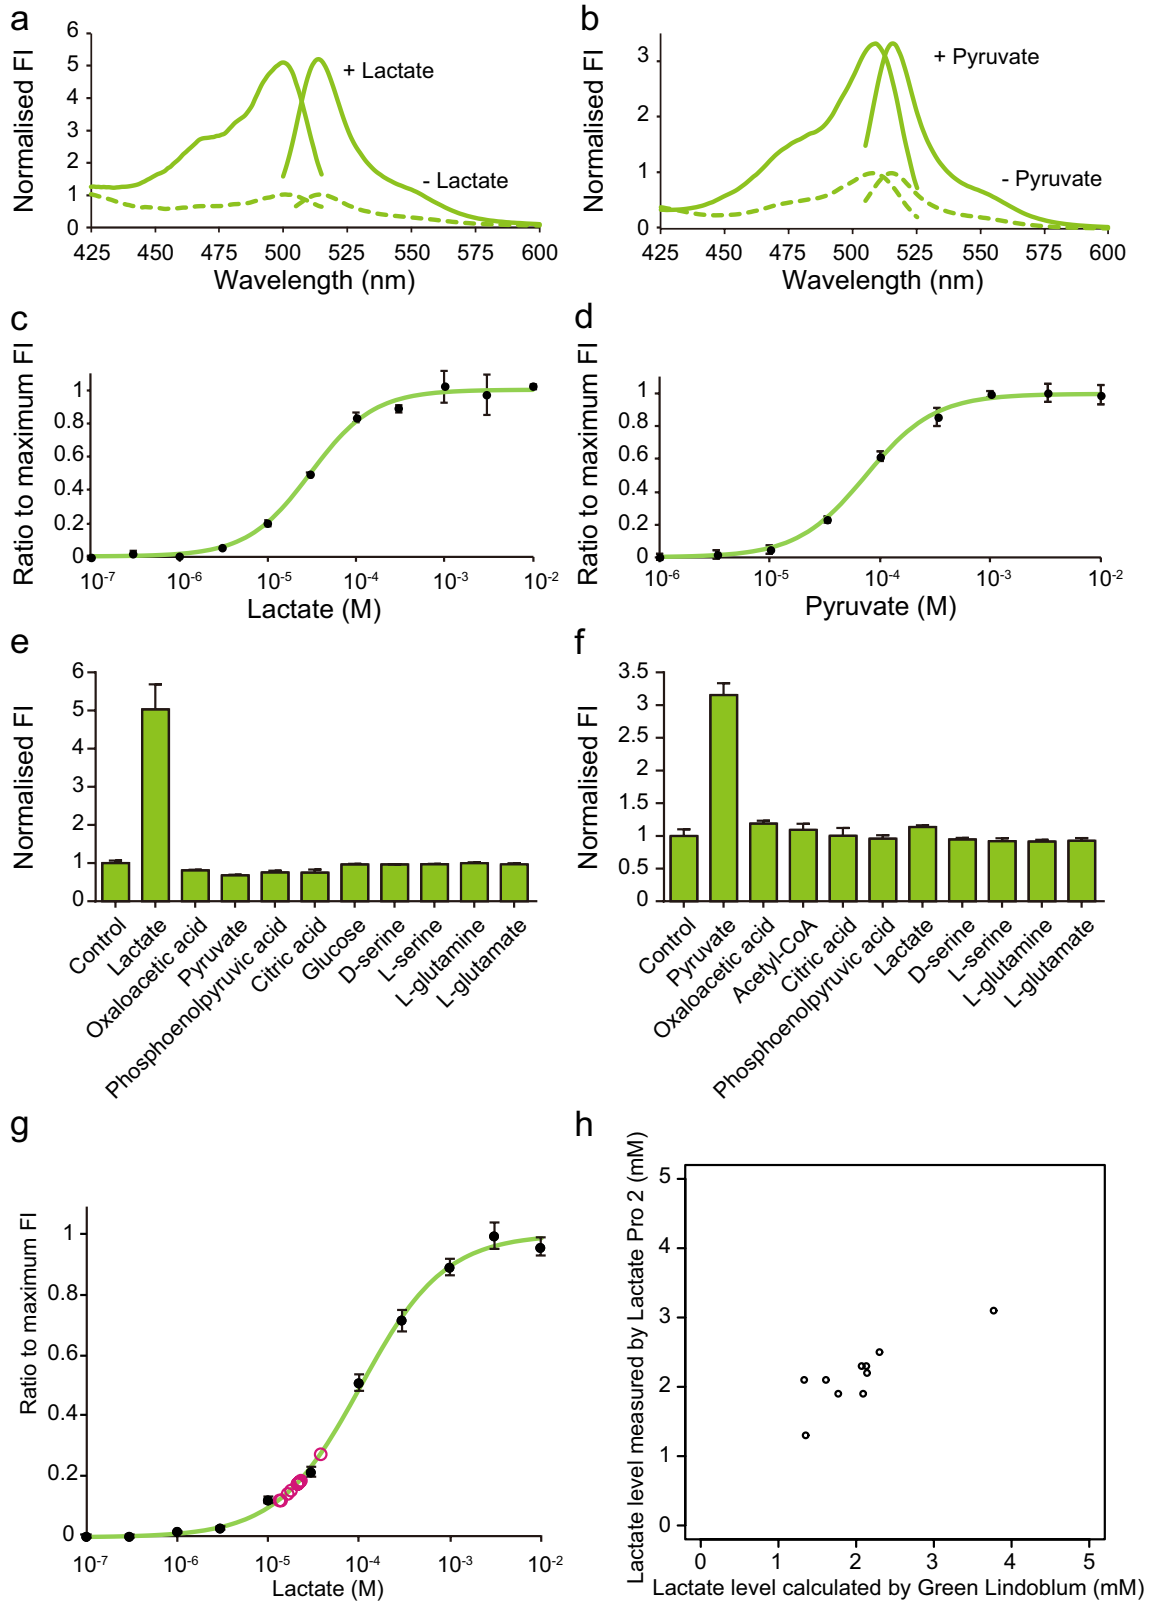 a
Normalised FI
6
5
4
3
2
1
0
+ Lactate
- Lactate
425 450 475 500 525 550 575 600
Wavelength (nm)
b
Normalised FI
3
2
1
0
+ Pyruvate
- Pyruvate
425 450 475 500 525 550 575 600
Wavelength (nm)
c
Ratio to maximum FI
1
0.8
0.6
0.4
0.2
0
10-7 10-6 10-5 10-4 10-3 10-2
Lactate (M)
d
Ratio to maximum FI
1
0.8
0.6
0.4
0.2
0
10-6 10-5 10-4 10-3 10-2
Pyruvate (M)
e
Normalised FI
6
5
4
3
2
1
0
Control
Lactate
Oxaloacetic acid
Pyruvate
Phosphoenolpyruvic acid
Citric acid
Glucose
D-serine
L-serine
L-glutamine
L-glutamate
f
Normalised FI
3.5
3
2.5
2
1.5
1
0.5
0
Control
Pyruvate
Oxaloacetic acid
Acetyl-CoA
Citric acid
Phosphoenolpyruvic acid
Lactate
D-serine
L-serine
L-glutamine
L-glutamate
g
Ratio to maximum FI
1
0.8
0.6
0.4
0.2
0
10-7 10-6 10-5 10-4 10-3 10-2
Lactate (M)
h
Lactate level measured by Lactate Pro 2 (mM)
5
4
3
2
1
0
0 1 2 3 4 5
Lactate level calculated by Green Lindoblum (mM)